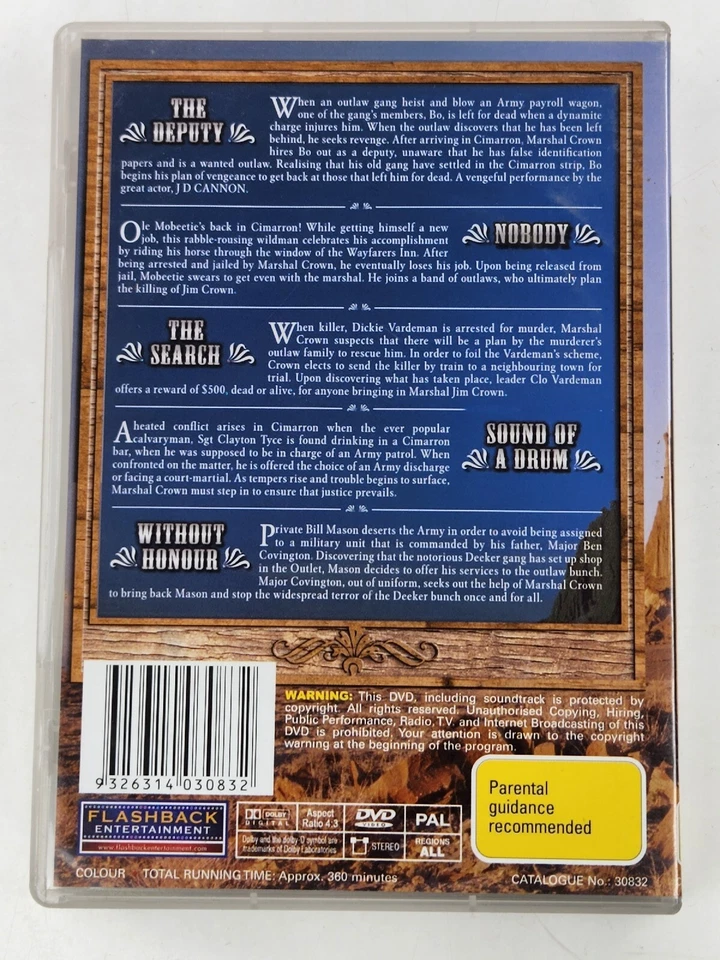 THE
DEPUTY
When an outlaw gang heist and blow an Army payroll wagon,
one of the gang's members, Bo, is left for dead when a dynamite
charge injures him. When the outlaw discovers that he has been left
behind, he seeks revenge. After arriving in Cimarron, Marshal Crown
hires Bo out as a deputy, unaware that he has false identification
papers and is a wanted outlaw. Realising that his old gang have settled in the Cimarron strip, Bo
begins his plan of vengeance to get back at those that left him for dead. A vengeful performance by the
great actor, J D CANNON.
NOBODY
Ole Mobeetie's back in Cimarron! While getting himself a new
job, this rabble-rousing wildman celebrates his accomplishment
by riding his horse through the window of the Wayfarers Inn. After
being arrested and jailed by Marshal Crown, he eventually loses his job. Upon being released from
jail, Mobeetie swears to get even with the marshal. He joins a band of outlaws, who ultimately plan
the killing of Jim Crown.
THE
SEARCH
When killer, Dickie Vardeman is arrested for murder, Marshal
Crown suspects that there will be a plan by the murderer's
outlaw family to rescue him. In order to foil the Vardeman's scheme,
Crown elects to send the killer by train to a neighbouring town for
trial. Upon discovering what has taken place, leader Clo Vardeman
offers a reward of $500, dead or alive, for anyone bringing in Marshal Jim Crown.
SOUND OF
A DRUM
A heated conflict arises in Cimarron when the ever popular
calvaryman, Sgt Clayton Tyce is found drinking in a Cimarron
bar, when he was supposed to be in charge of an Army patrol. When
confronted on the matter, he is offered the choice of an Army discharge
or facing a court-martial. As tempers rise and trouble begins to surface,
Marshal Crown must step in to ensure that justice prevails.
WITHOUT
HONOUR
Private Bill Mason deserts the Army in order to avoid being assigned
to a military unit that is commanded by his father, Major Ben
Covington. Discovering that the notorious Deeker gang has set up shop
in the Outlet, Mason decides to offer his services to the outlaw bunch.
Major Covington, out of uniform, seeks out the help of Marshal Crown
to bring back Mason and stop the widespread terror of the Deeker bunch once and for all.
WARNING: This DVD, including soundtrack is protected by
copyright. All rights reserved. Unauthorised Copying, Hiring,
Public Performance, Radio, T.V. and Internet Broadcasting of this
DVD is prohibited, Your attention is drawn to the copyright
warning at the beginning of the program.
9 326314 030832
Parental
guidance
recommended
FLASHBACK
ENTERTAINMENT
www.flashbackentertainment.com
DOLBY
DIGITAL
Aspect
Ratio 4:3
DVD
VIDEO
PAL
Dolby and the dolby D symbol are
trademarks of Dolby Laboratories
STEREO
REGIONS
ALL
COLOUR TOTAL RUNNING TIME: Approx. 360 minutes
CATALOGUE No.: 30832